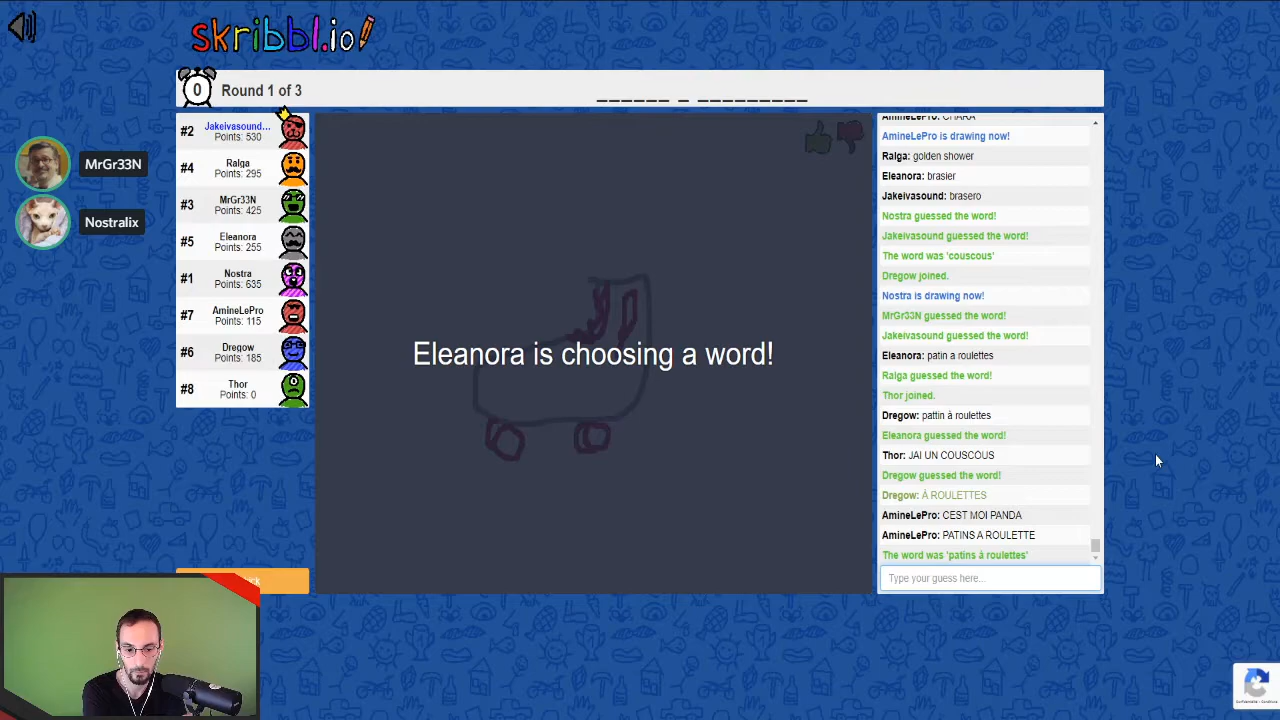 skribbl.io
0
Round 1 of 3
______ _ _________
MrGr33N
Nostralix
#2 Jakeivasound...
Points: 530
#4 Ralga
Points: 295
#3 MrGr33N
Points: 425
#5 Eleanora
Points: 255
#1 Nostra
Points: 635
#7 AmineLePro
Points: 115
#6 Dregow
Points: 185
#8 Thor
Points: 0
Eleanora is choosing a word!
AmineLePro is drawing now!
Ralga: golden shower
Eleanora: brasier
Jakeivasound: brasero
Nostra guessed the word!
Jakeivasound guessed the word!
The word was 'couscous'
Dregow joined.
Nostra is drawing now!
MrGr33N guessed the word!
Jakeivasound guessed the word!
Eleanora: patin a roulettes
Ralga guessed the word!
Thor joined.
Dregow: pattin à roulettes
Eleanora guessed the word!
Thor: JAI UN COUSCOUS
Dregow guessed the word!
Dregow: À ROULETTES
AmineLePro: CEST MOI PANDA
AmineLePro: PATINS A ROULETTE
The word was 'patins à roulettes'
Type your guess here...